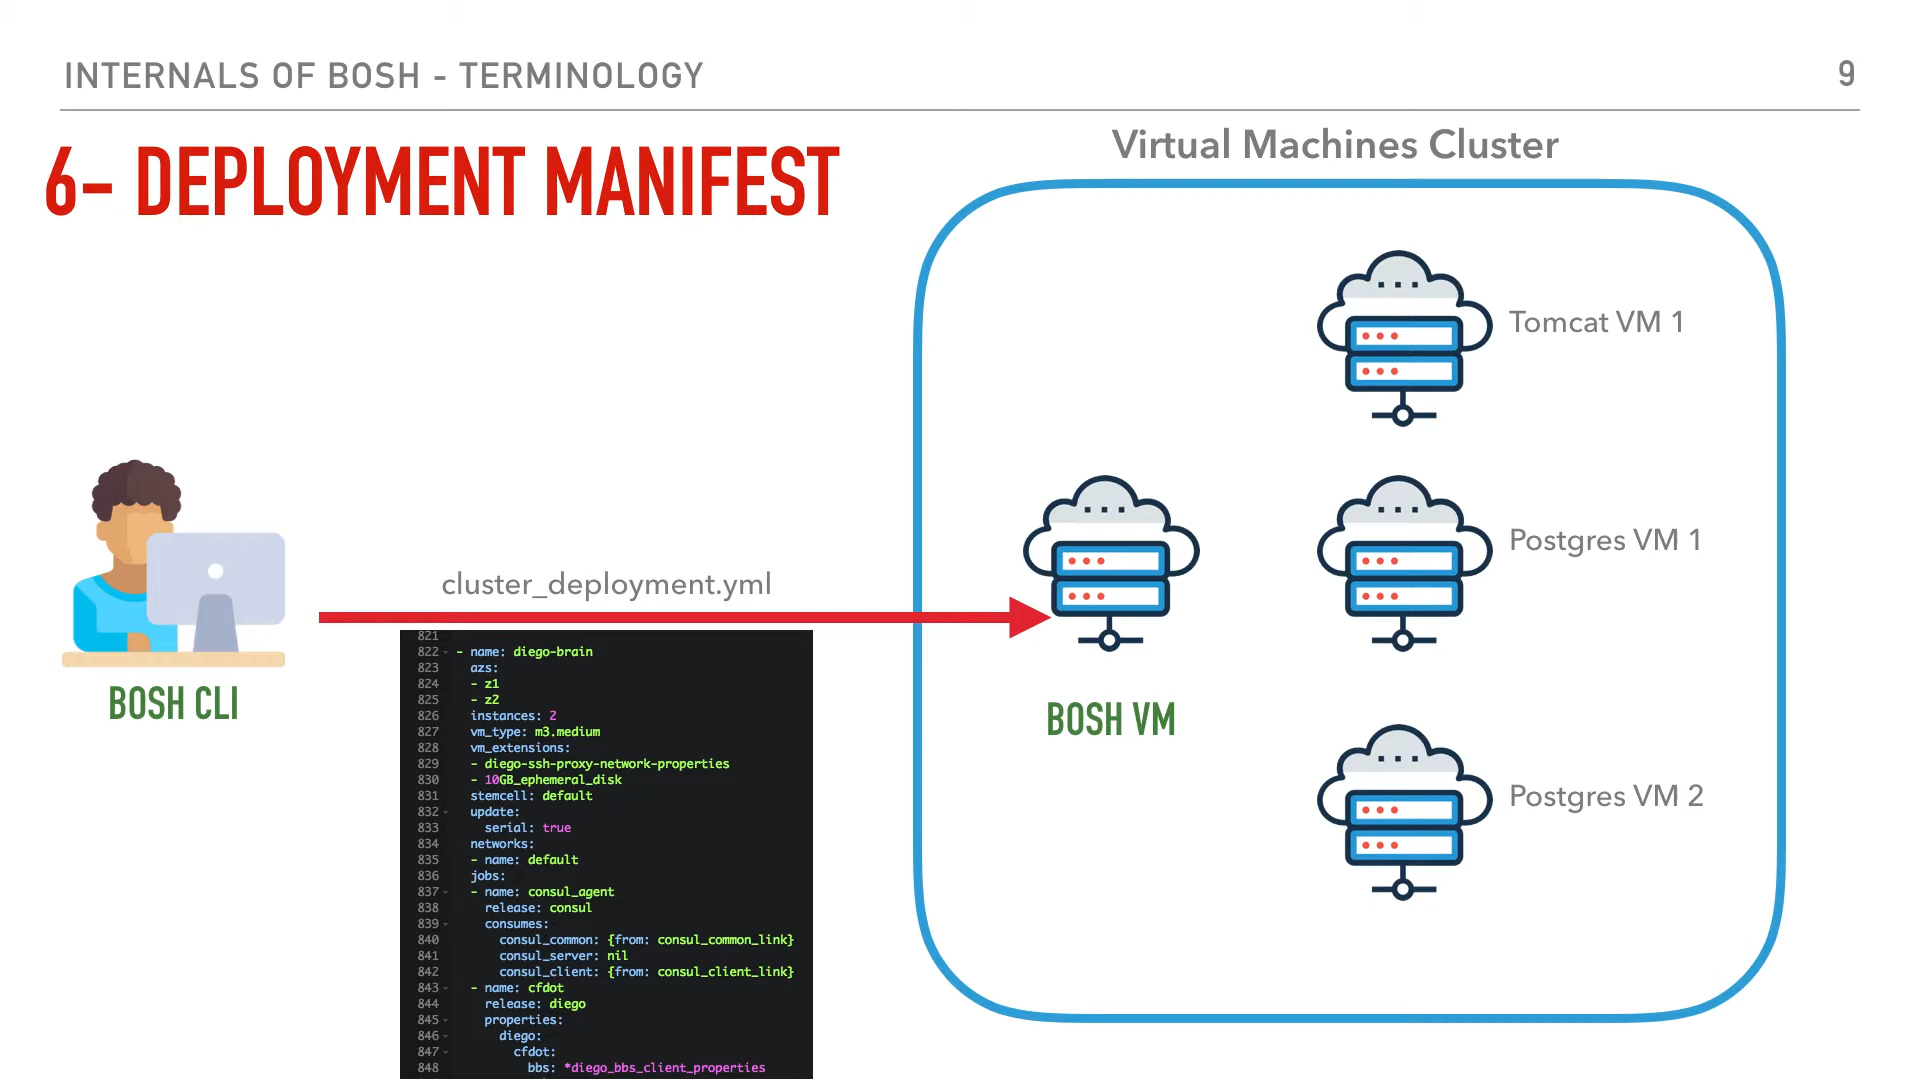 INTERNALS OF BOSH - TERMINOLOGY
9
6- DEPLOYMENT MANIFEST
Virtual Machines Cluster
Tomcat VM 1
Postgres VM 1
Postgres VM 2
BOSH VM
BOSH CLI
cluster_deployment.yml
821
822 - name: diego-brain
823 azs:
824 - z1
825 - z2
826 instances: 2
827 vm_type: m3.medium
828 vm_extensions:
829 - diego-ssh-proxy-network-properties
830 - 10GB_ephemeral_disk
831 stemcell: default
832 update:
833 serial: true
834 networks:
835 - name: default
836 jobs:
837 - name: consul_agent
838 release: consul
839 consumes:
840 consul_common: {from: consul_common_link}
841 consul_server: nil
842 consul_client: {from: consul_client_link}
843 - name: cfdot
844 release: diego
845 properties:
846 diego:
847 cfdot:
848 bbs: *diego_bbs_client_properties